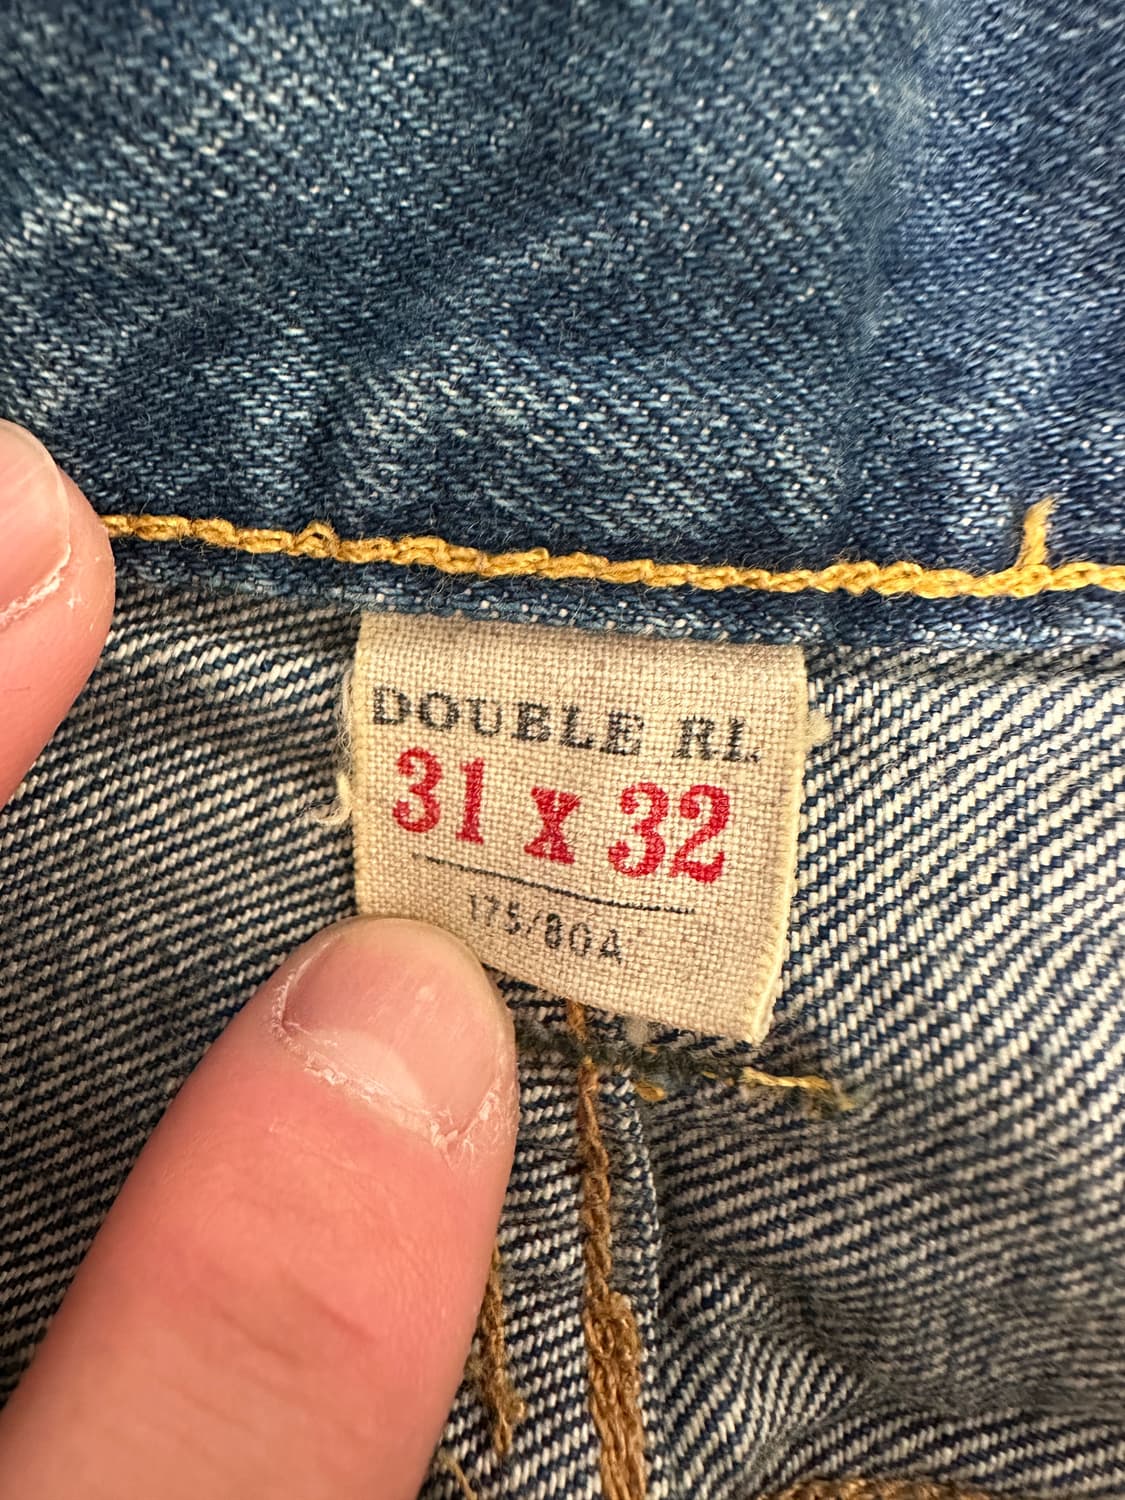 DOUBLE RL
31 x 32
175/80A